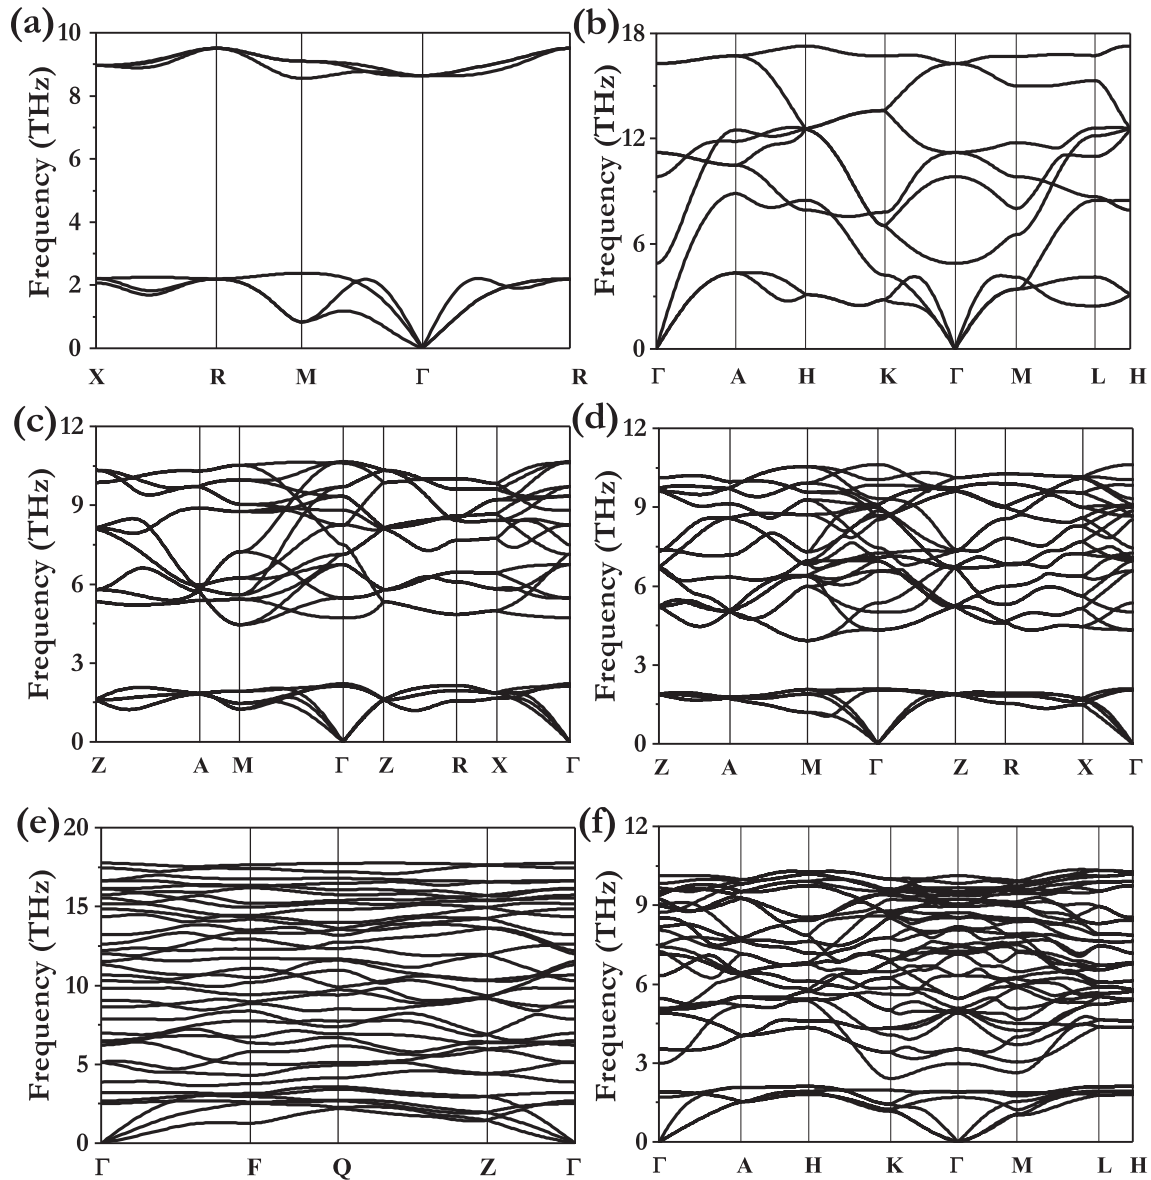 (a)
10
8
6
4
2
0
Frequency (THz)
X R M Γ R
(b)
18
12
6
0
Frequency (THz)
Γ A H K Γ M L H
(c)
12
9
6
3
0
Frequency (THz)
Z A M Γ Z R X Γ
(d)
12
9
6
3
0
Frequency (THz)
Z A M Γ Z R X Γ
(e)
20
15
10
5
0
Frequency (THz)
Γ F Q Z Γ
(f)
12
9
6
3
0
Frequency (THz)
Γ A H K Γ M L H